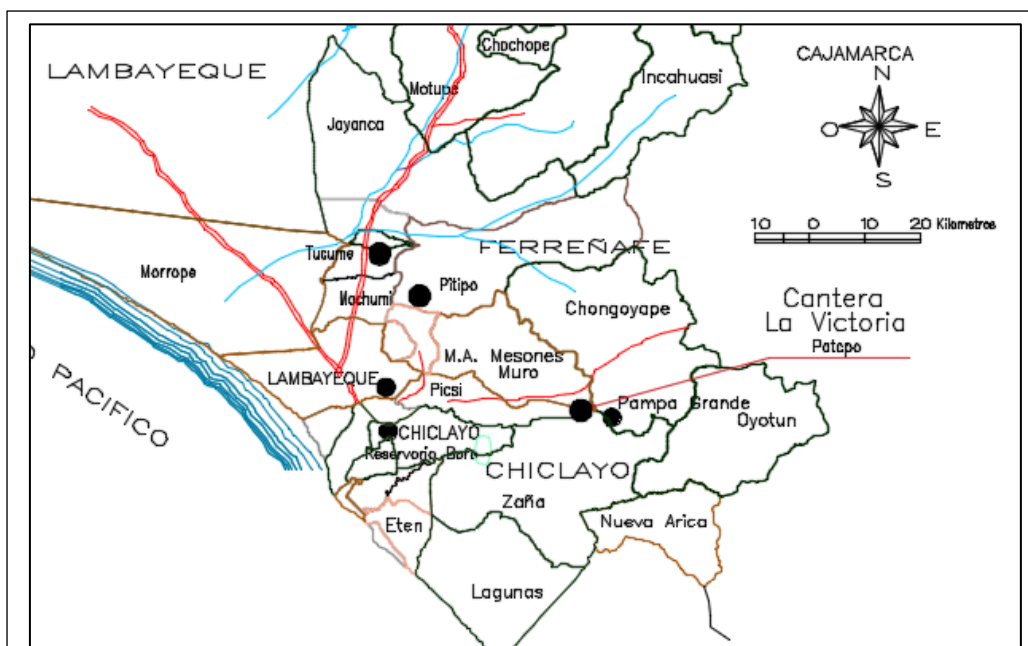 Chochope
CAJAMARCA
N
LAMBAYEQUE
Incahuasi
Motupe
Jayanca
O
E
S
10 0 10 20 Kilometros
FERREÑAFE
Tucume
Morrope
Pitipo
Mochumi
Chongoyape
Cantera
La Victoria
Patapo
M.A. Mesones
Muro
LAMBAYEQUE
Picsi
O PACIFICO
Pampa Grande
Oyotun
CHICLAYO
Reservorio
CHICLAYO
Zaña
Eten
Nueva Arica
Lagunas